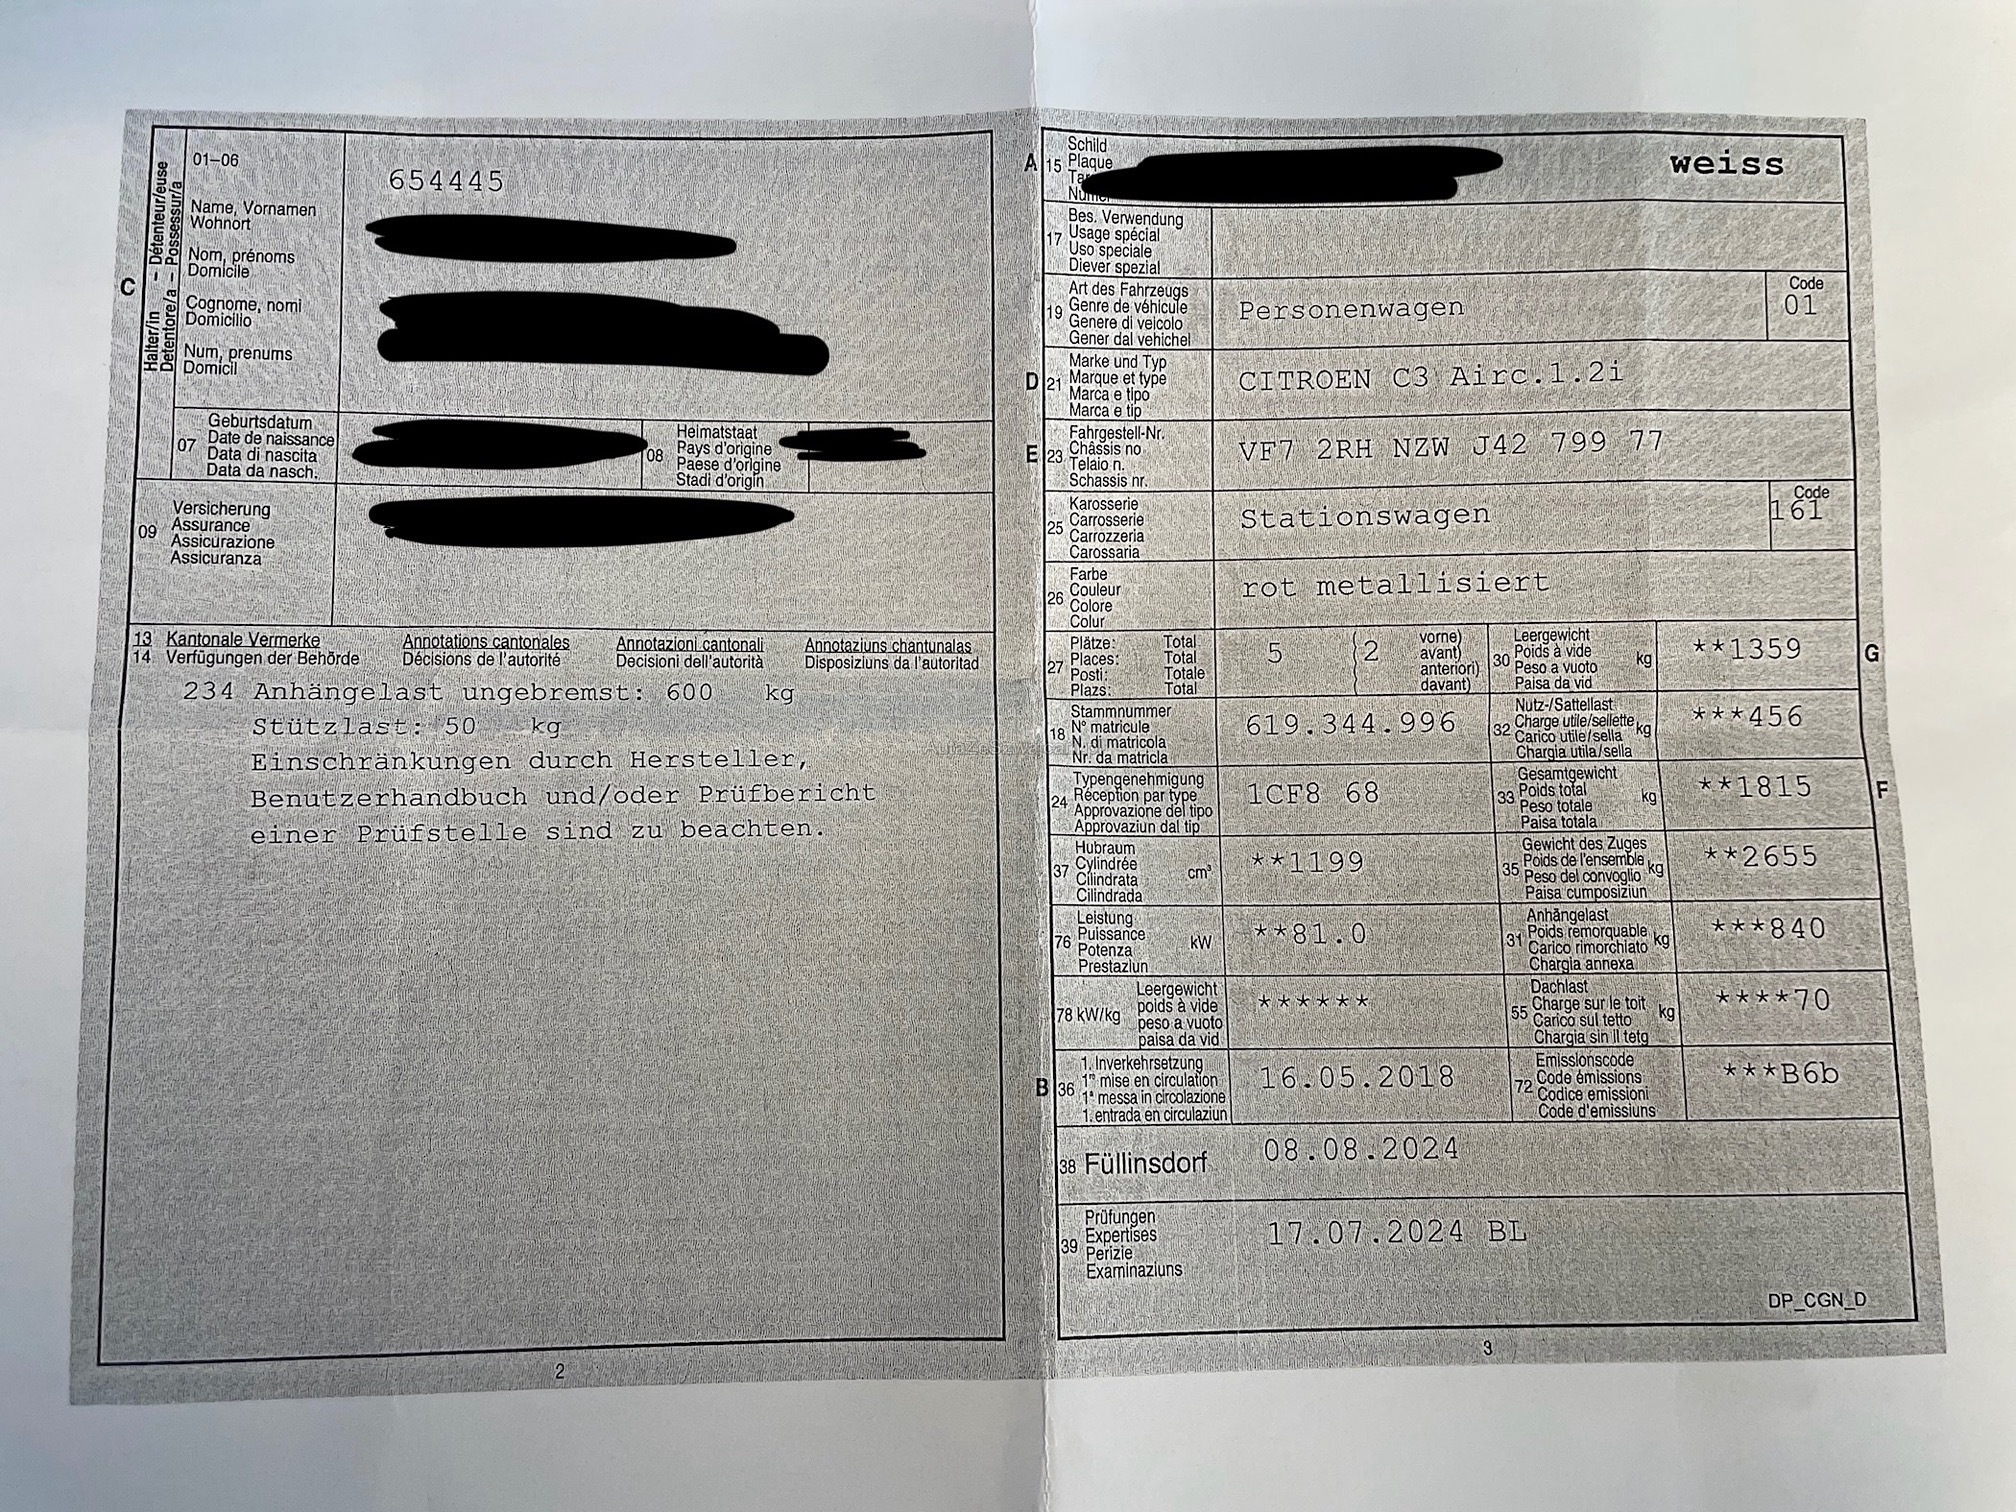 Halter/in – Détenteur/euse
Detentore/a – Possessur/a
C
01–06
654445
Name, Vornamen
Wohnort
Nom, prénoms
Domicile
Cognome, nomi
Domicilio
Num, prenums
Domicil
07
Geburtsdatum
Date de naissance
Data di nascita
Data da nasch.
08
Heimatstaat
Pays d'origine
Paese d'origine
Stadi d'origin
09
Versicherung
Assurance
Assicurazione
Assicuranza
13 Kantonale Vermerke Annotations cantonales Annotazioni cantonali Annotaziuns chantunalas
14 Verfügungen der Behörde Décisions de l'autorité Decisioni dell'autorità Disposiziuns da l'autoritad
234 Anhängelast ungebremst: 600 kg
Stützlast: 50 kg
Einschränkungen durch Hersteller,
Benutzerhandbuch und/oder Prüfbericht
einer Prüfstelle sind zu beachten.
2
A 15
Schild
Plaque
weiss
17
Bes. Verwendung
Usage spécial
Uso speciale
Diever spezial
19
Art des Fahrzeugs
Genre de véhicule
Genere di veicolo
Gener dal vehichel
Personenwagen
Code
01
D 21
Marke und Typ
Marque et type
Marca e tipo
Marca e tip
CITROEN C3 Airc.1.2i
E 23
Fahrgestell-Nr.
Châssis no
Telaio n.
Schassis nr.
VF7 2RH NZW J42 799 77
25
Karosserie
Carrosserie
Carrozzeria
Carossaria
Stationswagen
Code
161
26
Farbe
Couleur
Colore
Colur
rot metallisiert
27
Plätze: Total
Places: Total
Posti: Totale
Plazs: Total
5 (2
vorne)
avant)
anteriori)
davant)
30
Leergewicht
Poids à vide
Peso a vuoto
Paisa da vid
kg
**1359
G
18
Stammnummer
N° matricule
N. di matricola
Nr. da matricla
619.344.996
32
Nutz-/Sattellast
Charge utile/sellette
Carico utile/sella
Chargia utila/sella
kg
***456
24
Typengenehmigung
Réception par type
Approvazione del tipo
Approvaziun dal tip
1CF8 68
33
Gesamtgewicht
Poids total
Peso totale
Paisa totala
kg
**1815
F
37
Hubraum
Cylindrée
Cilindrata
Cilindrada
cm³
**1199
35
Gewicht des Zuges
Poids de l'ensemble
Peso del convoglio
Paisa cumposiziun
kg
**2655
76
Leistung
Puissance
Potenza
Prestaziun
kW
**81.0
31
Anhängelast
Poids remorquable
Carico rimorchiato
Chargia annexa
kg
***840
78 kW/kg
Leergewicht
poids à vide
peso a vuoto
paisa da vid
******
55
Dachlast
Charge sur le toit
Carico sul tetto
Chargia sin il tetg
kg
****70
B 36
1. Inverkehrsetzung
1re mise en circulation
1a messa in circolazione
1. entrada en circulaziun
16.05.2018
72
Emissionscode
Code émissions
Codice emissioni
Code d'emissiuns
***B6b
38 Füllinsdorf
08.08.2024
39
Prüfungen
Expertises
Perizie
Examinaziuns
17.07.2024 BL
DP_CGN_D
3